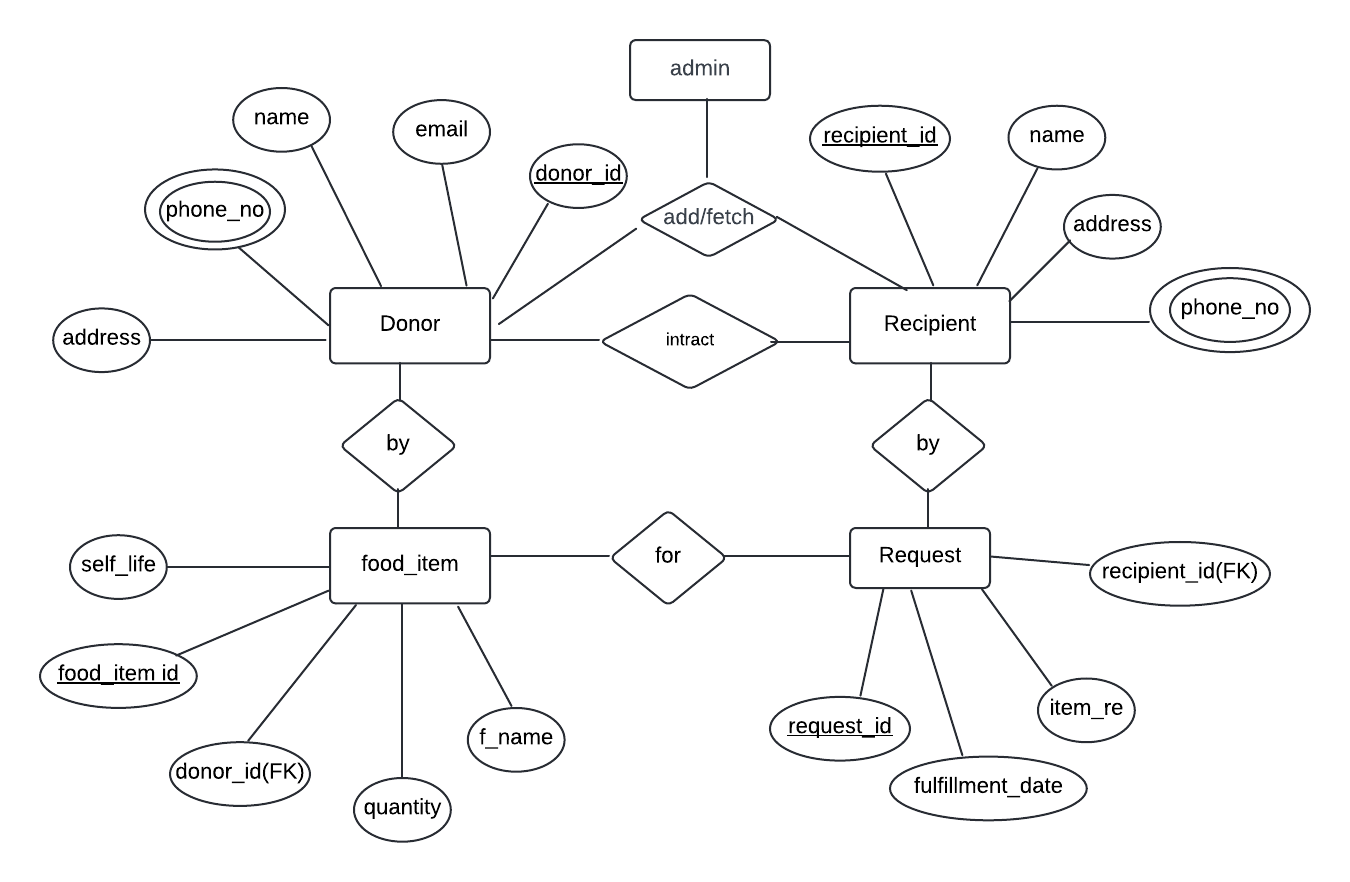 admin
name
email
recipient_id
name
donor_id
phone_no
add/fetch
address
phone_no
Donor
Recipient
address
intract
by
by
self_life
food_item
for
Request
recipient_id(FK)
food_item id
item_re
f_name
request_id
donor_id(FK)
fulfillment_date
quantity